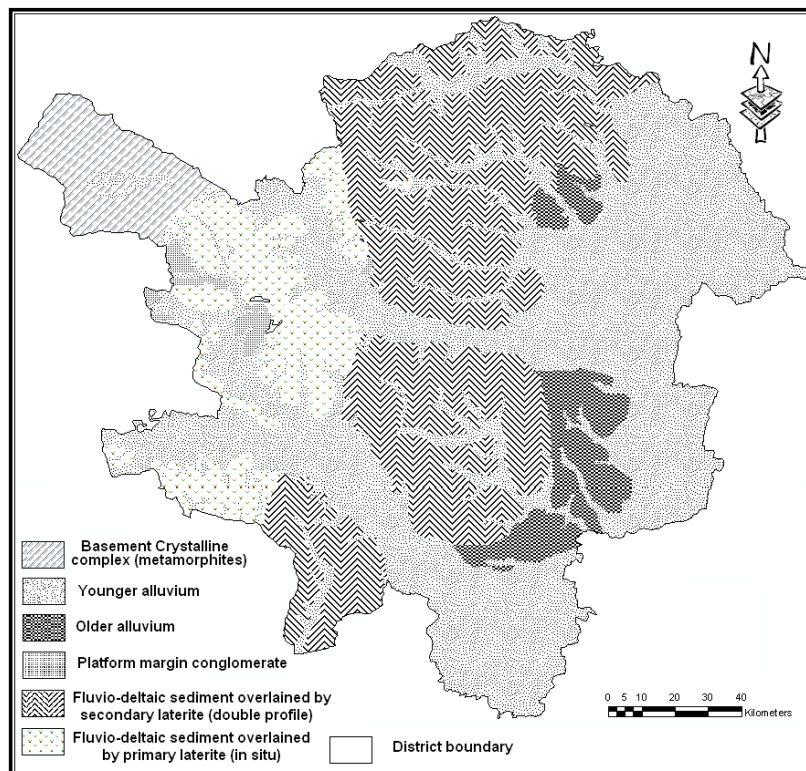 N
Basement Crystalline
complex (metamorphites)
Younger alluvium
Older alluvium
Platform margin conglomerate
Fluvio-deltaic sediment overlained by
secondary laterite (double profile)
Fluvio-deltaic sediment overlained
by primary laterite (in situ)
District boundary
0 5 10 20 30 40
Kilometers